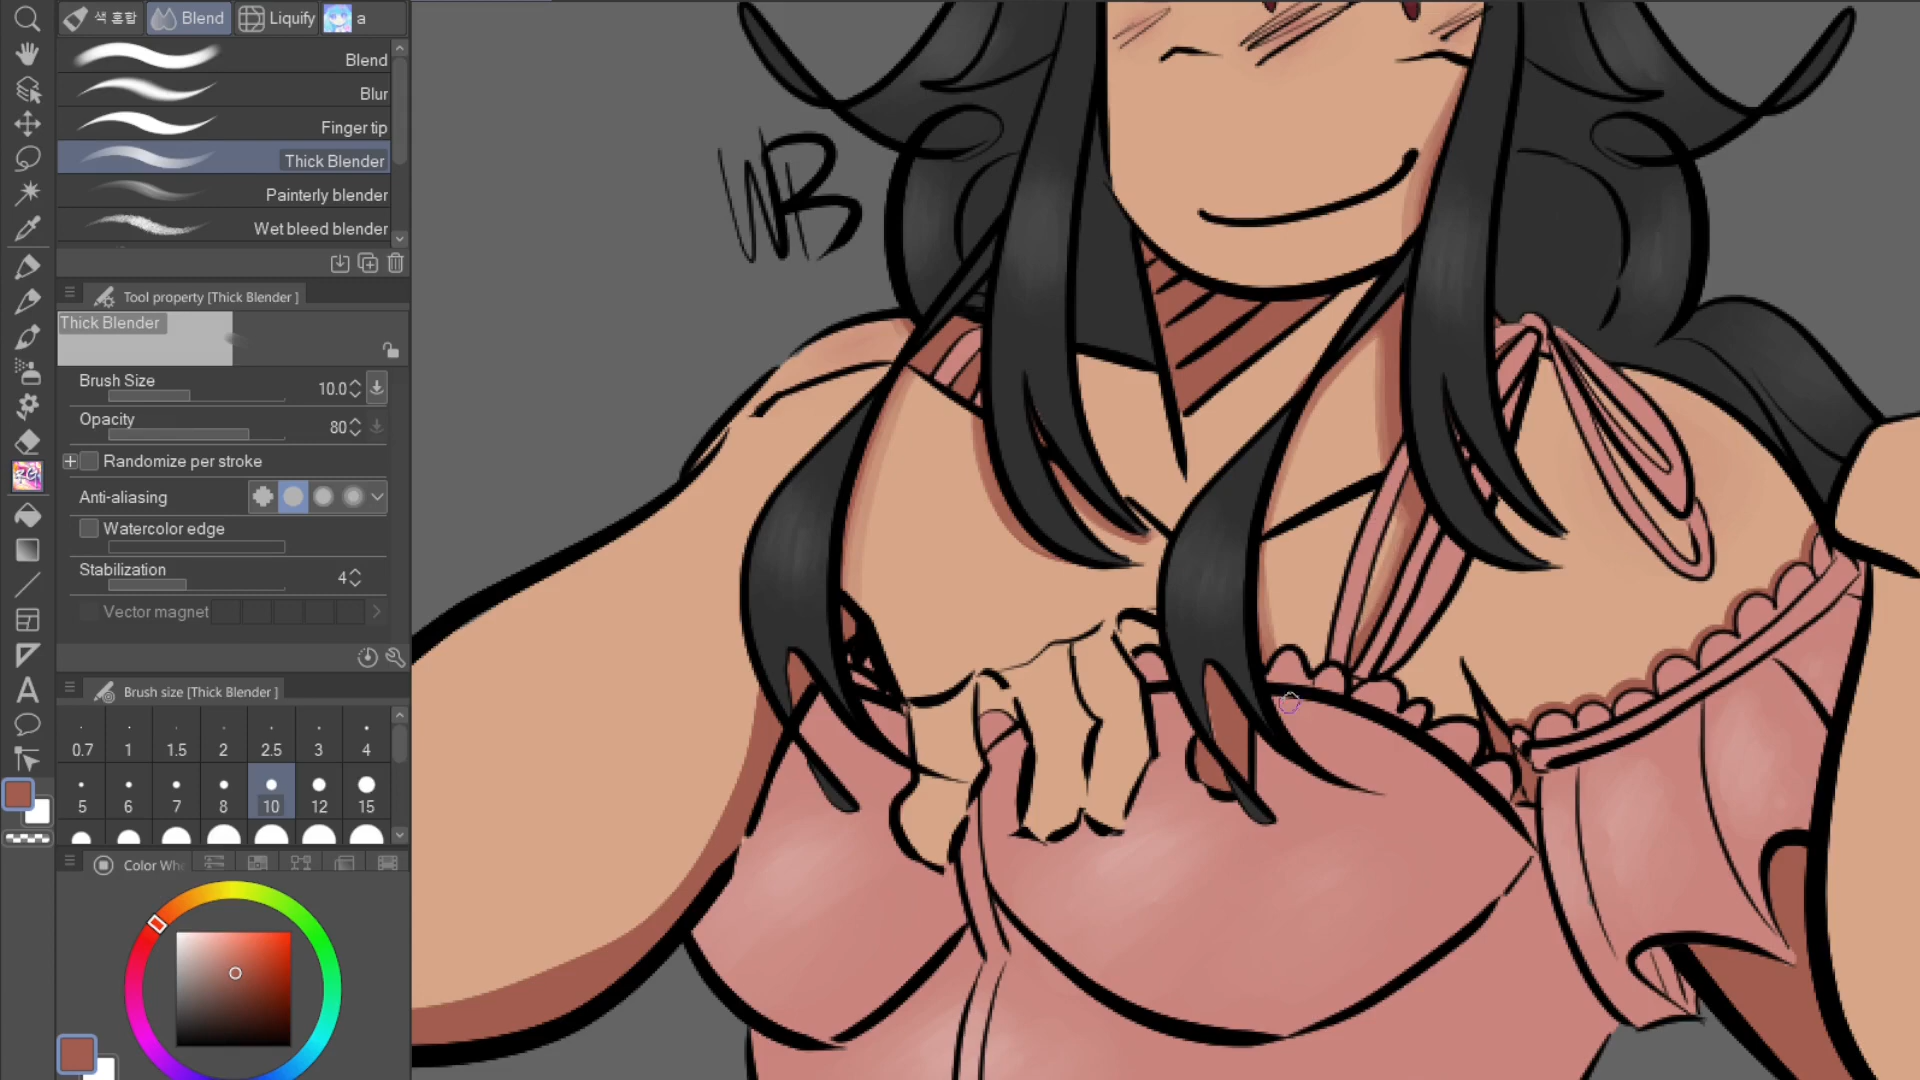 색 혼합 Blend Liquify a
Blend
Blur
Finger tip
Thick Blender
Painterly blender
Wet bleed blender
Tool property [Thick Blender ]
Thick Blender
Brush Size 10.0
Opacity 80
Randomize per stroke
Anti-aliasing
Watercolor edge
Stabilization 4
Vector magnet
Brush size [Thick Blender ]
0.7 1 1.5 2 2.5 3 4
5 6 7 8 10 12 15
Color Whe
WB